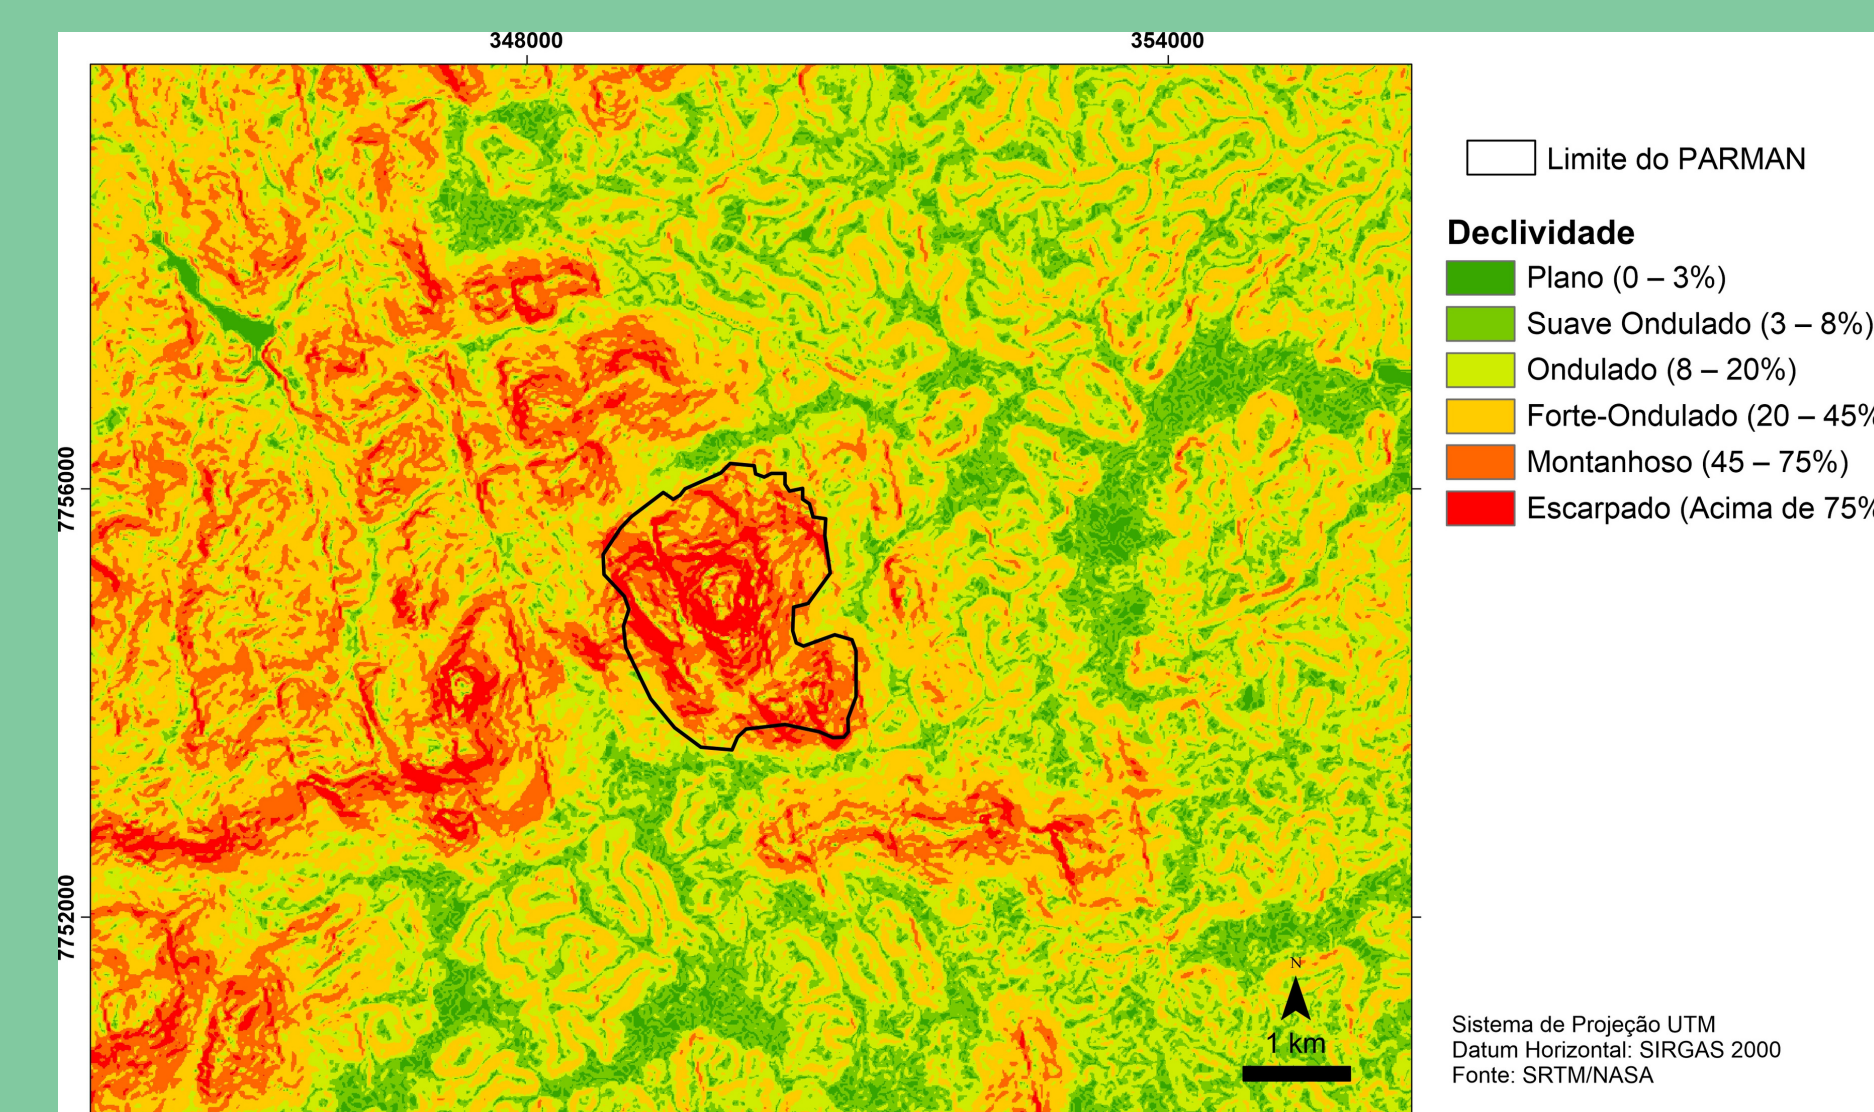 348000
354000
7756000
7752000
Limite do PARMAN
Declividade
Plano (0 – 3%)
Suave Ondulado (3 – 8%)
Ondulado (8 – 20%)
Forte-Ondulado (20 – 45%
Montanhoso (45 – 75%)
Escarpado (Acima de 75%
N
1 km
Sistema de Projeção UTM
Datum Horizontal: SIRGAS 2000
Fonte: SRTM/NASA